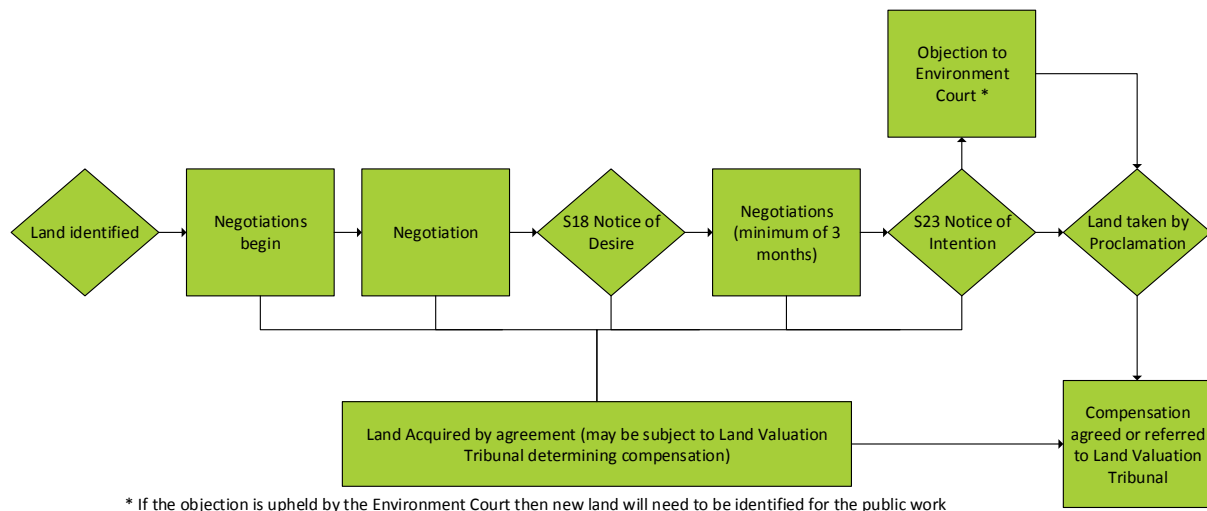 Objection to
Environment
Court *
Land identified
Negotiations
begin
Negotiation
S18 Notice of
Desire
Negotiations
(minimum of 3
months)
S23 Notice of
Intention
Land taken by
Proclamation
Land Acquired by agreement (may be subject to Land Valuation
Tribunal determining compensation)
Compensation
agreed or referred
to Land Valuation
Tribunal
* If the objection is upheld by the Environment Court then new land will need to be identified for the public work